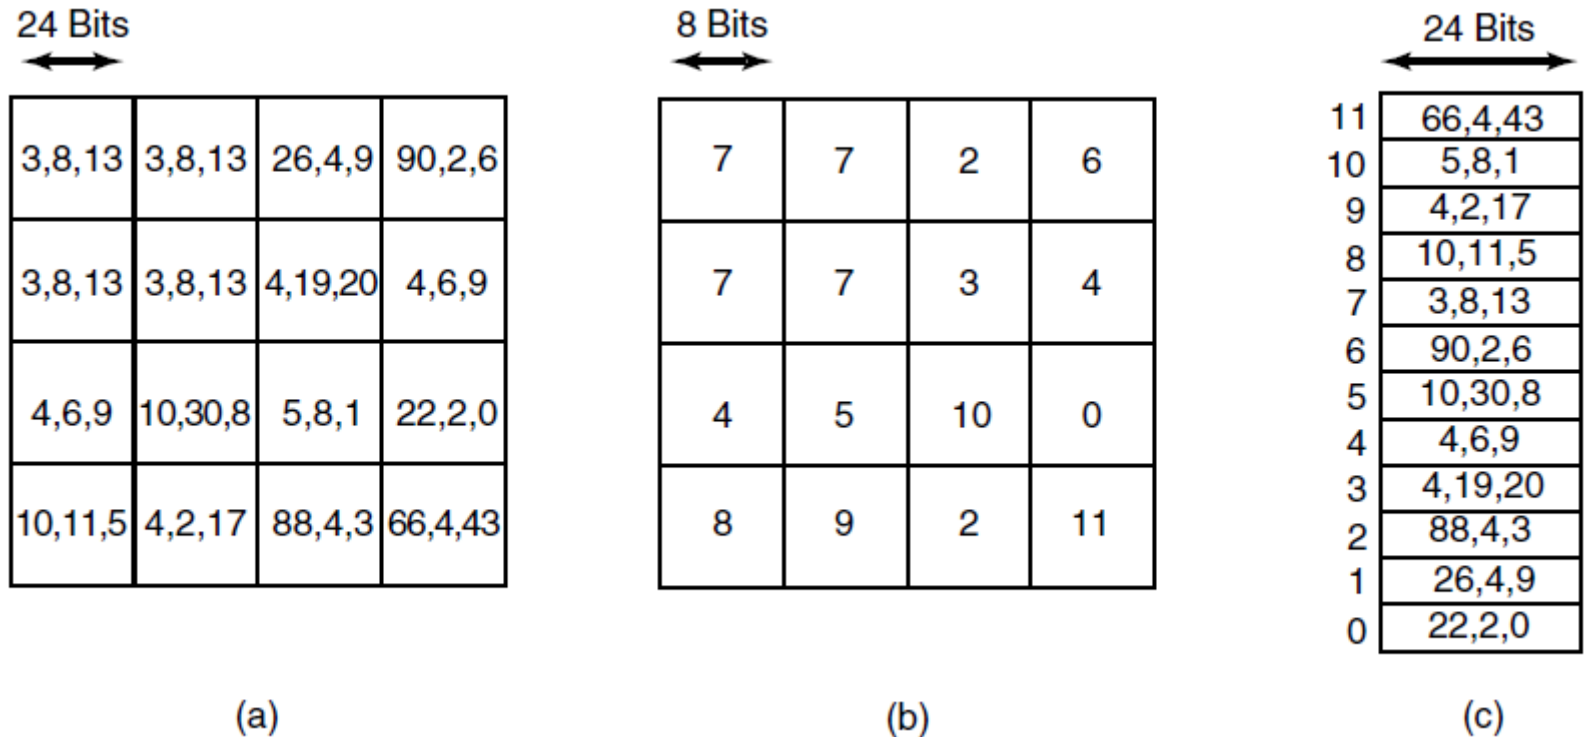 24 Bits 8 Bits 24 Bits
3,8,13 3,8,13 26,4,9 90,2,6
3,8,13 3,8,13 4,19,20 4,6,9
4,6,9 10,30,8 5,8,1 22,2,0
10,11,5 4,2,17 88,4,3 66,4,43
7 7 2 6
7 7 3 4
4 5 10 0
8 9 2 11
11 66,4,43
10 5,8,1
9 4,2,17
8 10,11,5
7 3,8,13
6 90,2,6
5 10,30,8
4 4,6,9
3 4,19,20
2 88,4,3
1 26,4,9
0 22,2,0
(a) (b) (c)